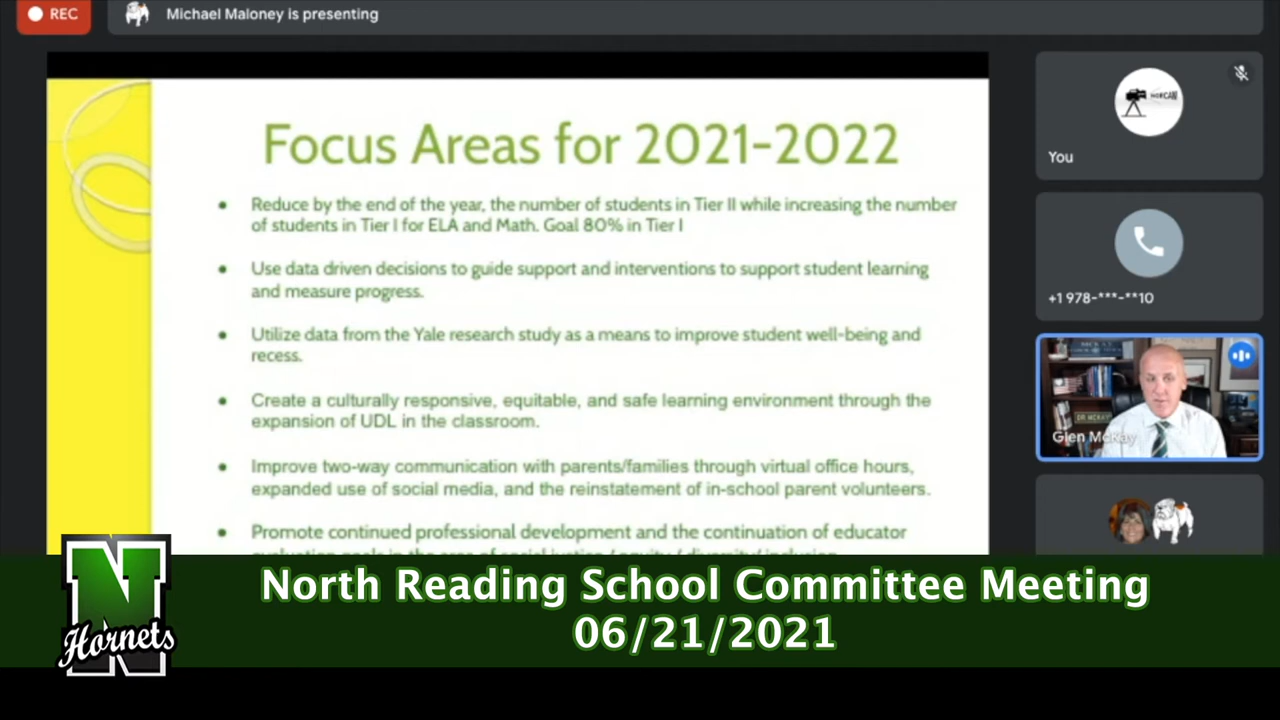 REC
Michael Maloney is presenting
Focus Areas for 2021-2022
• Reduce by the end of the year, the number of students in Tier II while increasing the number
of students in Tier I for ELA and Math. Goal 80% in Tier I
• Use data driven decisions to guide support and interventions to support student learning
and measure progress.
• Utilize data from the Yale research study as a means to improve student well-being and
recess.
• Create a culturally responsive, equitable, and safe learning environment through the
expansion of UDL in the classroom.
• Improve two-way communication with parents/families through virtual office hours,
expanded use of social media, and the reinstatement of in-school parent volunteers.
• Promote continued professional development and the continuation of educator
NORCAM
You
+1 978-***-**10
DR MCKAY
Glen McKay
N
Hornets
North Reading School Committee Meeting
06/21/2021